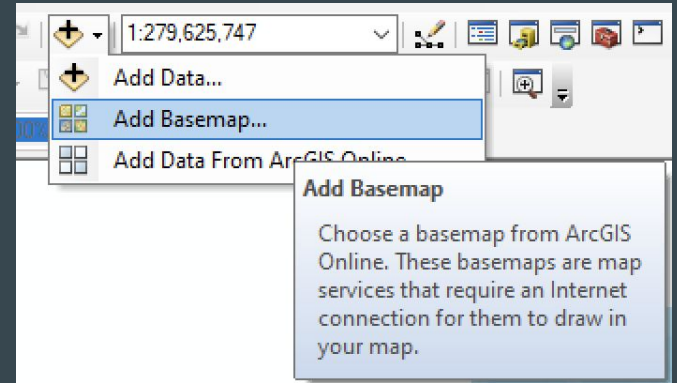 1:279,625,747
Add Data...
Add Basemap...
Add Data From ArcGIS Online
Add Basemap
Choose a basemap from ArcGIS
Online. These basemaps are map
services that require an Internet
connection for them to draw in
your map.